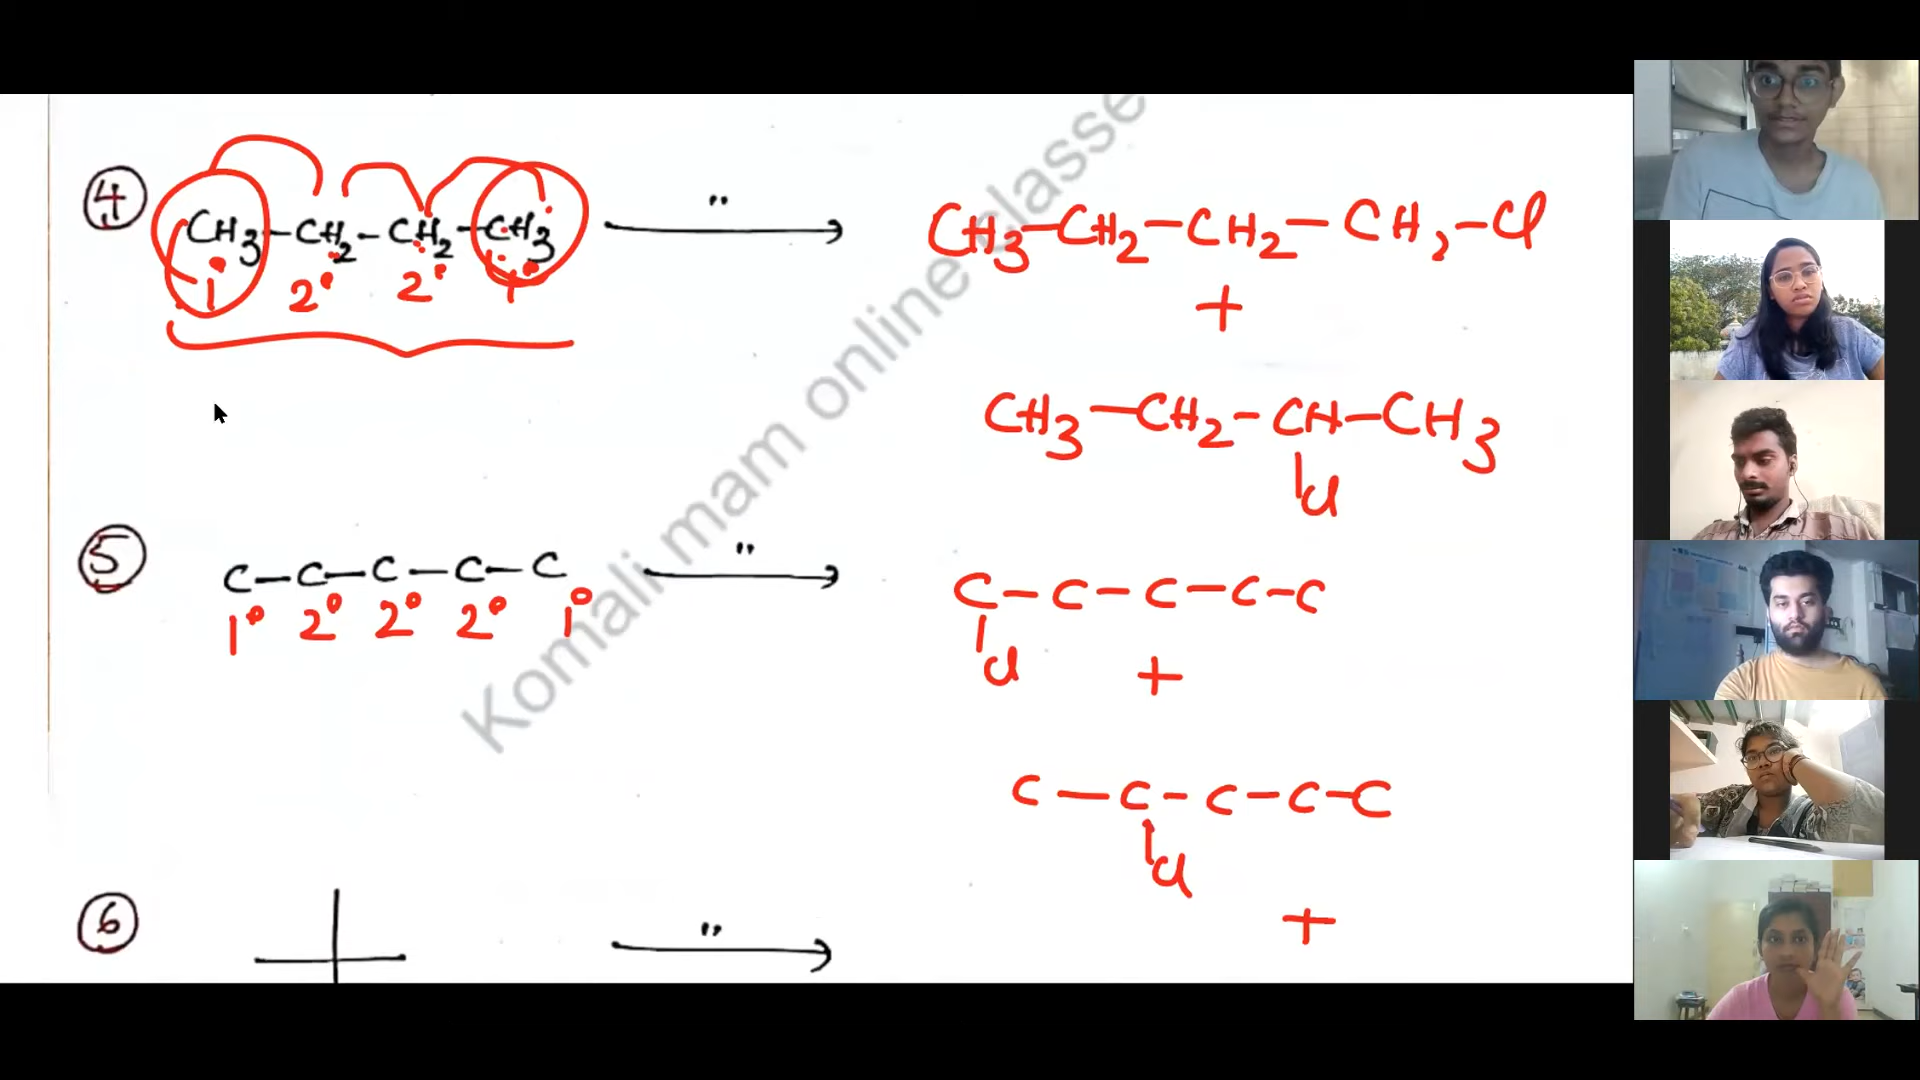 4
CH3-CH2-CH2-CH3 ——"——> CH3-CH2-CH2-CH2-Cl
1° 2° 2° 1°
+
CH3-CH2-CH-CH3
Cl
5
C-C-C-C-C ——"——> C-C-C-C-C
1° 2° 2° 2° 1°
Cl
+
C-C-C-C-C
Cl
+
6
——"——>
Komali mam online classe